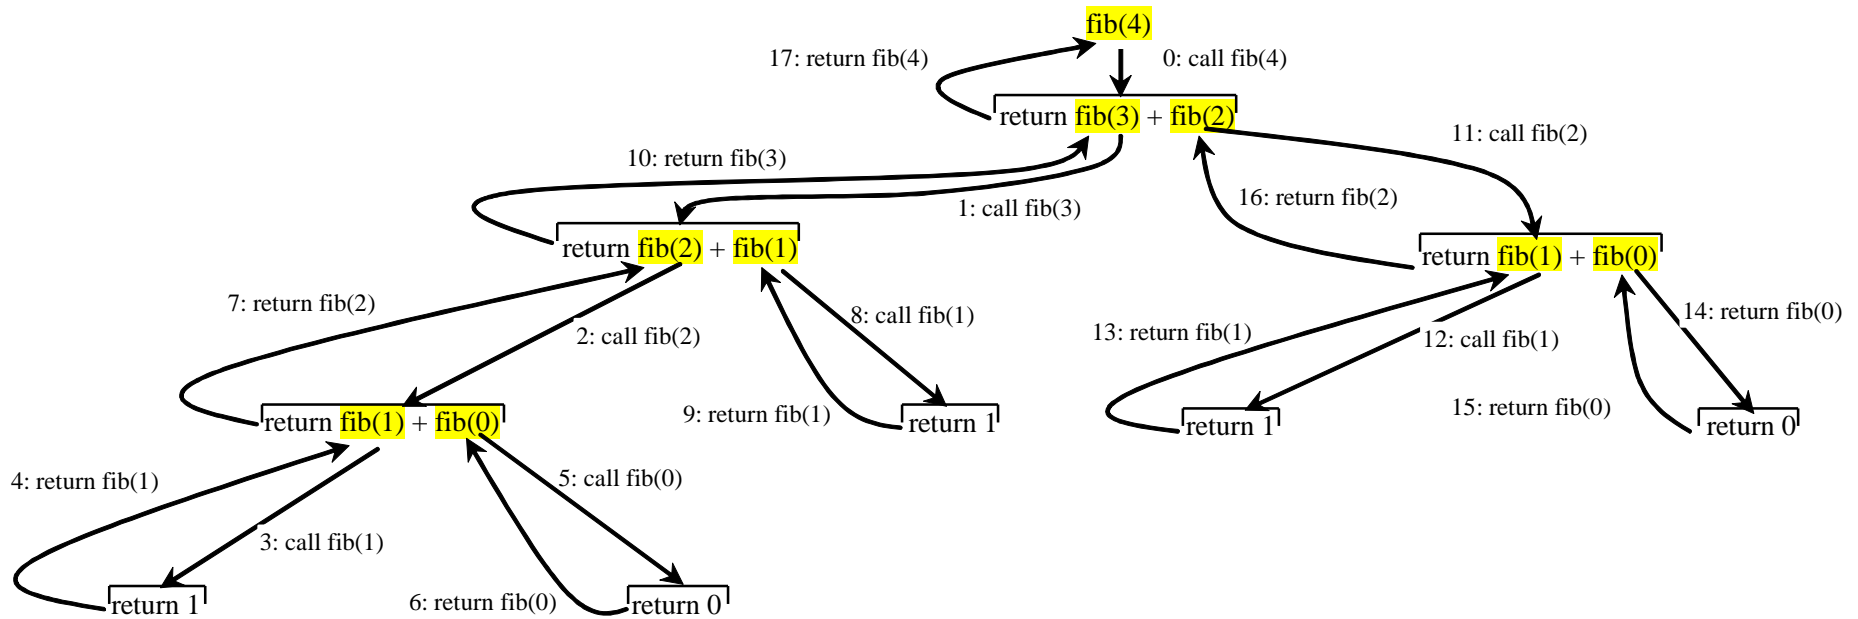 fib(4)
17: return fib(4)
0: call fib(4)
return fib(3) + fib(2)
11: call fib(2)
10: return fib(3)
16: return fib(2)
1: call fib(3)
return fib(2) + fib(1)
return fib(1) + fib(0)
7: return fib(2)
2: call fib(2)
8: call fib(1)
13: return fib(1)
12: call fib(1)
14: return fib(0)
return fib(1) + fib(0)
9: return fib(1)
return 1
return 1
15: return fib(0)
return 0
4: return fib(1)
5: call fib(0)
3: call fib(1)
return 1
6: return fib(0)
return 0